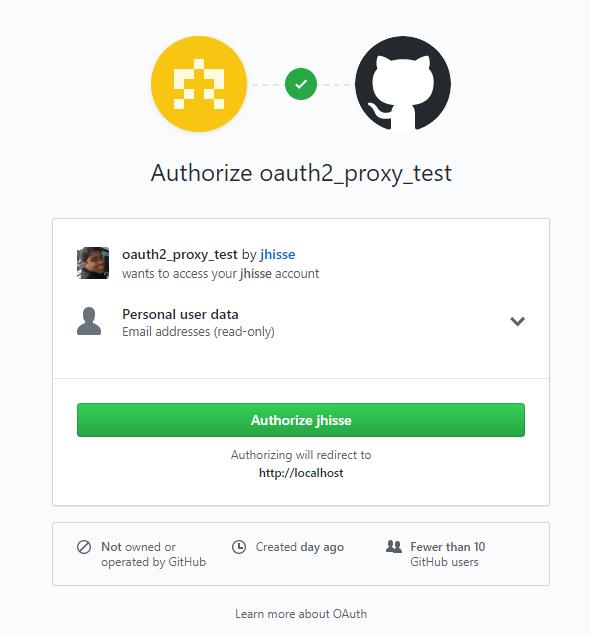 Authorize oauth2_proxy_test
oauth2_proxy_test by jhisse
wants to access your jhisse account
Personal user data
Email addresses (read-only)
Authorize jhisse
Authorizing will redirect to
http://localhost
Not owned or
operated by GitHub
Created day ago
Fewer than 10
GitHub users
Learn more about OAuth